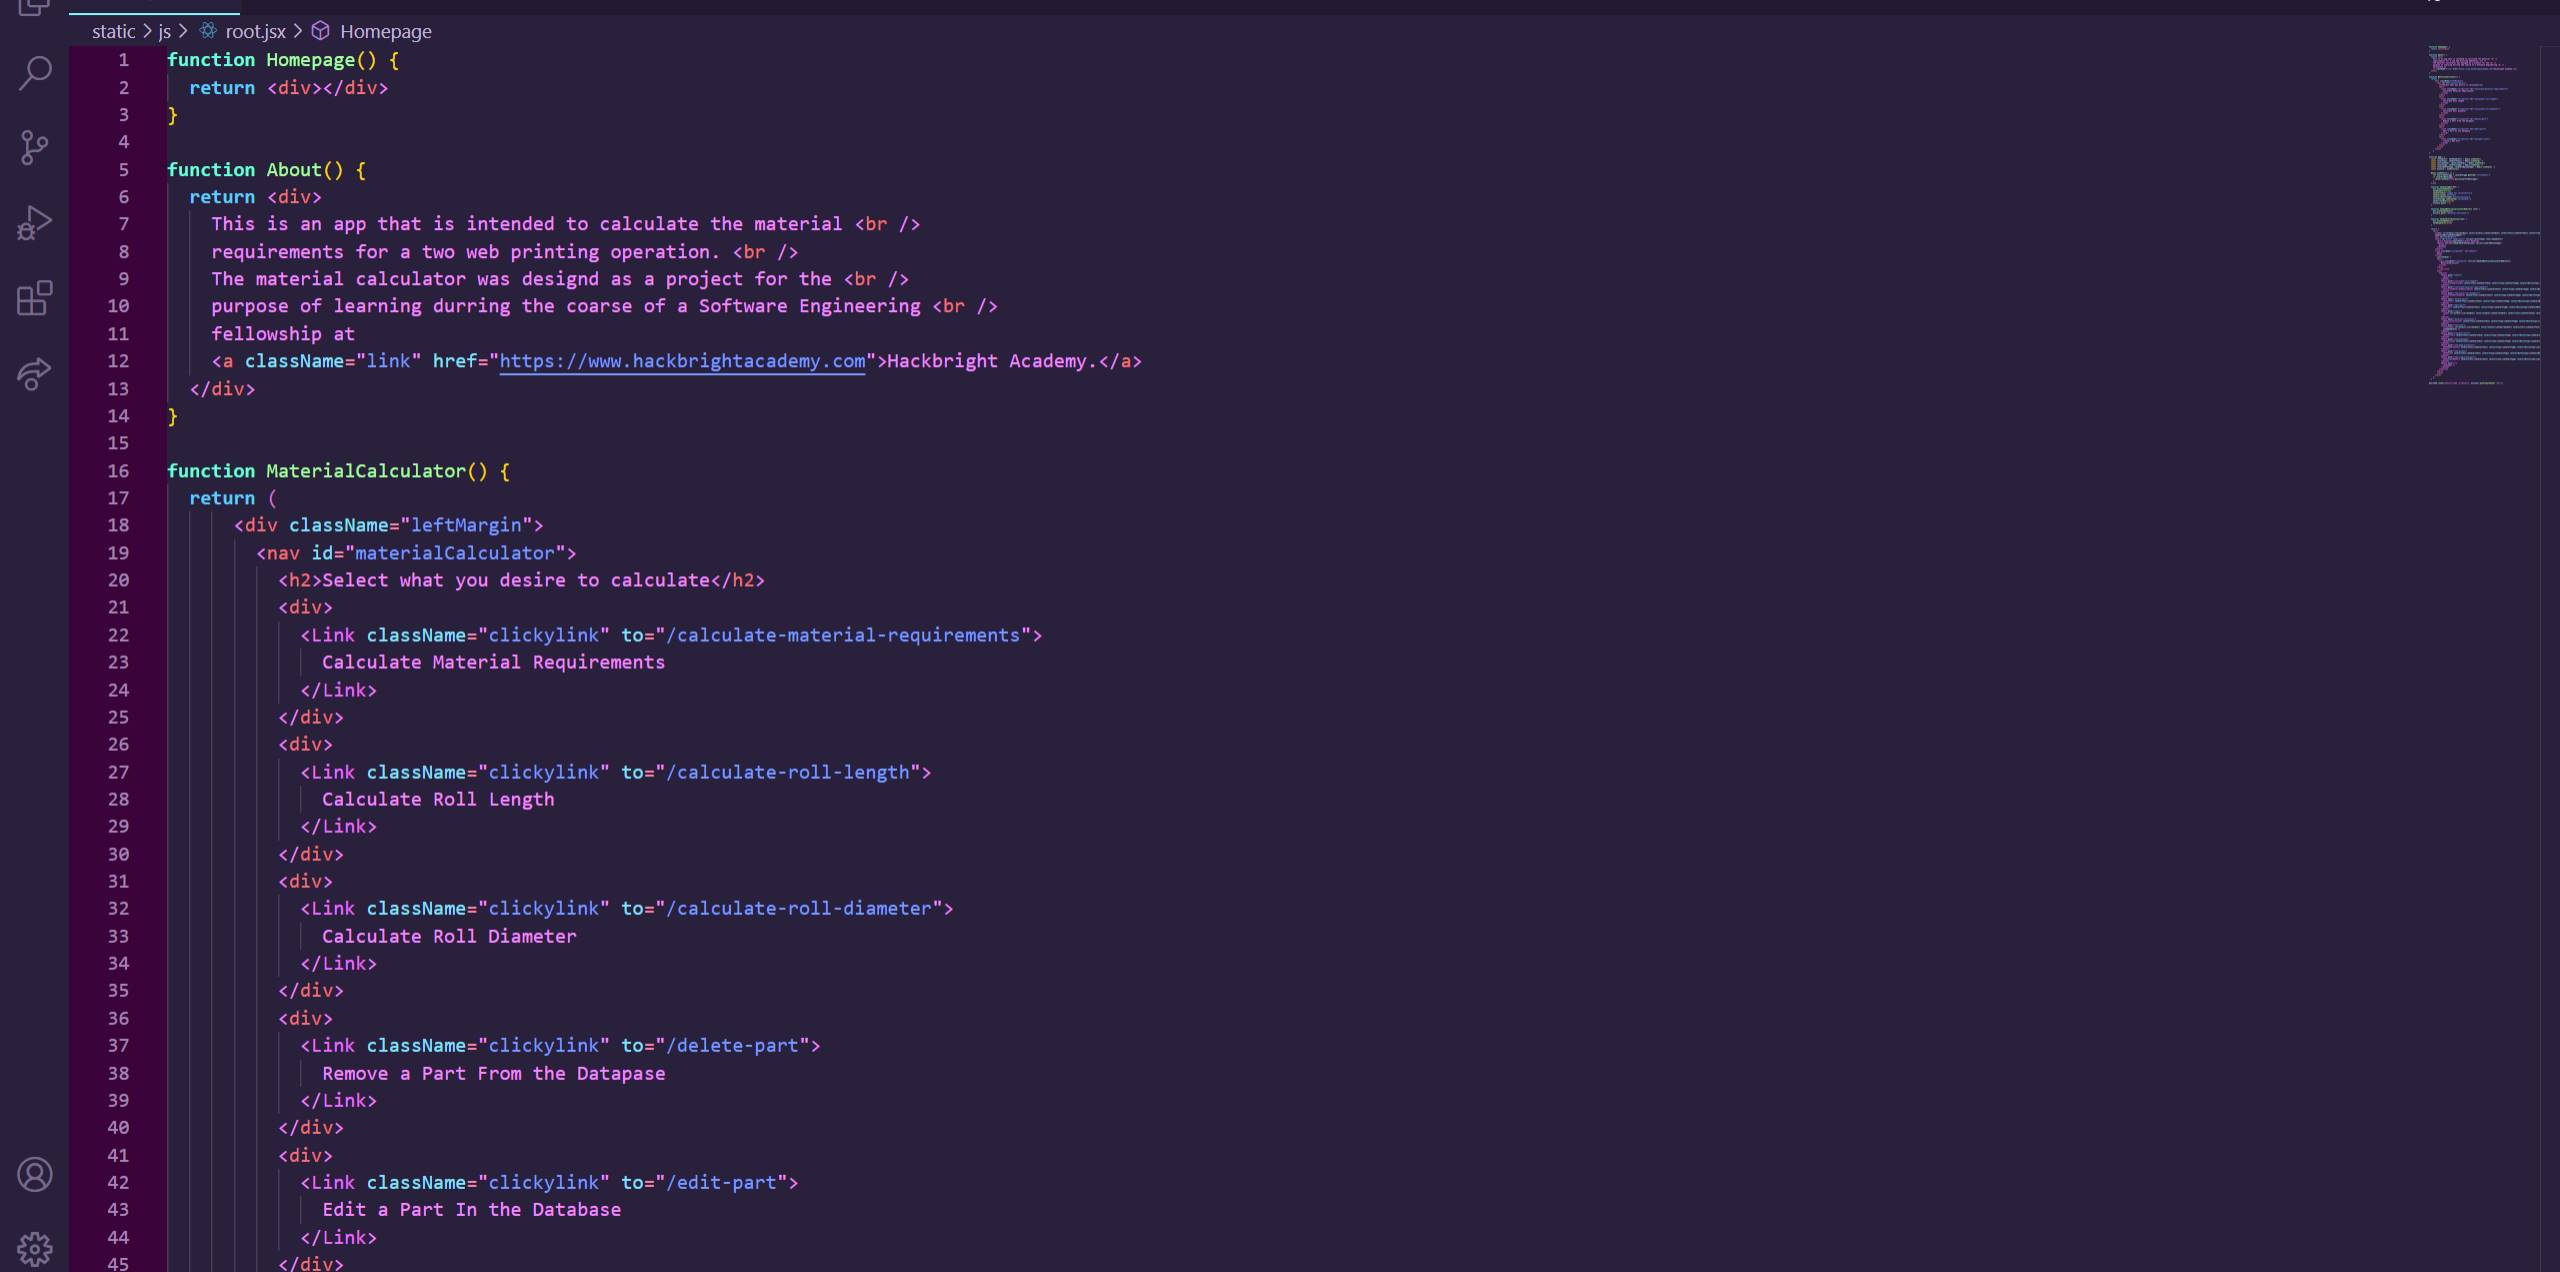 static > js > root.jsx > Homepage
1 function Homepage() {
2   return <div></div>
3 }
4
5 function About() {
6   return <div>
7     This is an app that is intended to calculate the material <br />
8     requirements for a two web printing operation. <br />
9     The material calculator was designd as a project for the <br />
10     purpose of learning durring the coarse of a Software Engineering <br />
11     fellowship at
12     <a className="link" href="https://www.hackbrightacademy.com">Hackbright Academy.</a>
13   </div>
14 }
15
16 function MaterialCalculator() {
17   return (
18       <div className="leftMargin">
19         <nav id="materialCalculator">
20           <h2>Select what you desire to calculate</h2>
21           <div>
22             <Link className="clickylink" to="/calculate-material-requirements">
23               Calculate Material Requirements
24             </Link>
25           </div>
26           <div>
27             <Link className="clickylink" to="/calculate-roll-length">
28               Calculate Roll Length
29             </Link>
30           </div>
31           <div>
32             <Link className="clickylink" to="/calculate-roll-diameter">
33               Calculate Roll Diameter
34             </Link>
35           </div>
36           <div>
37             <Link className="clickylink" to="/delete-part">
38               Remove a Part From the Datapase
39             </Link>
40           </div>
41           <div>
42             <Link className="clickylink" to="/edit-part">
43               Edit a Part In the Database
44             </Link>
45           </div>